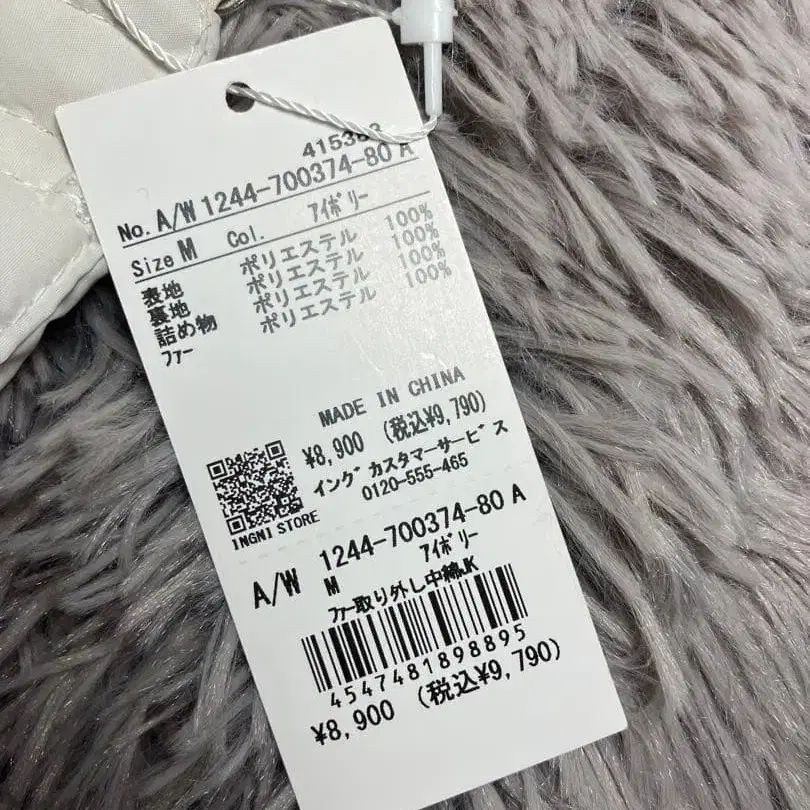 No. A/W 1244-700374-80 A
Size M Col. アイボリー
表地 ポリエステル 100%
裏地 ポリエステル 100%
詰め物 ポリエステル 100%
ファー ポリエステル 100%
MADE IN CHINA
¥8,900 (税込¥9,790)
イング カスタマーサービス
0120-555-465
INGNI STORE
A/W 1244-700374-80 A
M アイボリー
ファー取り外し中綿.K
4547481898895
¥8,900 (税込¥9,790)